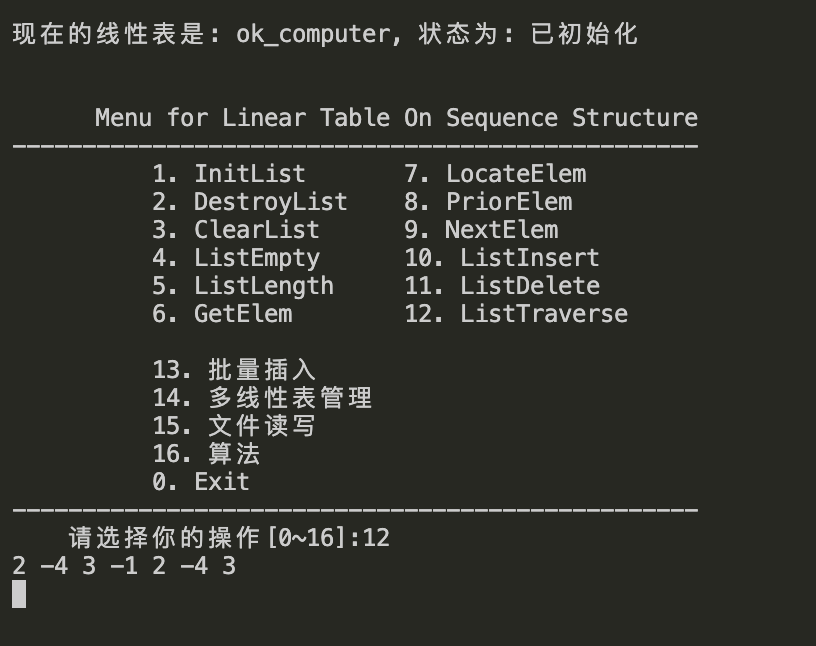 现在的线性表是: ok_computer, 状态为: 已初始化
Menu for Linear Table On Sequence Structure
-------------------------------------------------
1. InitList 7. LocateElem
2. DestroyList 8. PriorElem
3. ClearList 9. NextElem
4. ListEmpty 10. ListInsert
5. ListLength 11. ListDelete
6. GetElem 12. ListTraverse
13. 批量插入
14. 多线性表管理
15. 文件读写
16. 算法
0. Exit
-------------------------------------------------
请选择你的操作[0~16]:12
2 -4 3 -1 2 -4 3